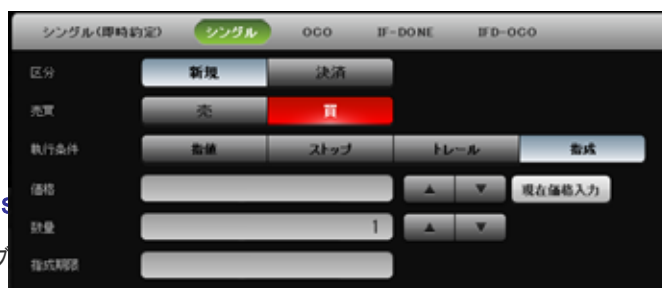 シングル(即時約定) シングル OCO IF-DONE IFD-OCO
区分 新規 決済
売買 売 買
執行条件 指値 ストップ トレール 指成
価格 ▲ ▼ 現在価格入力
数量 1 ▲ ▼
指成期限